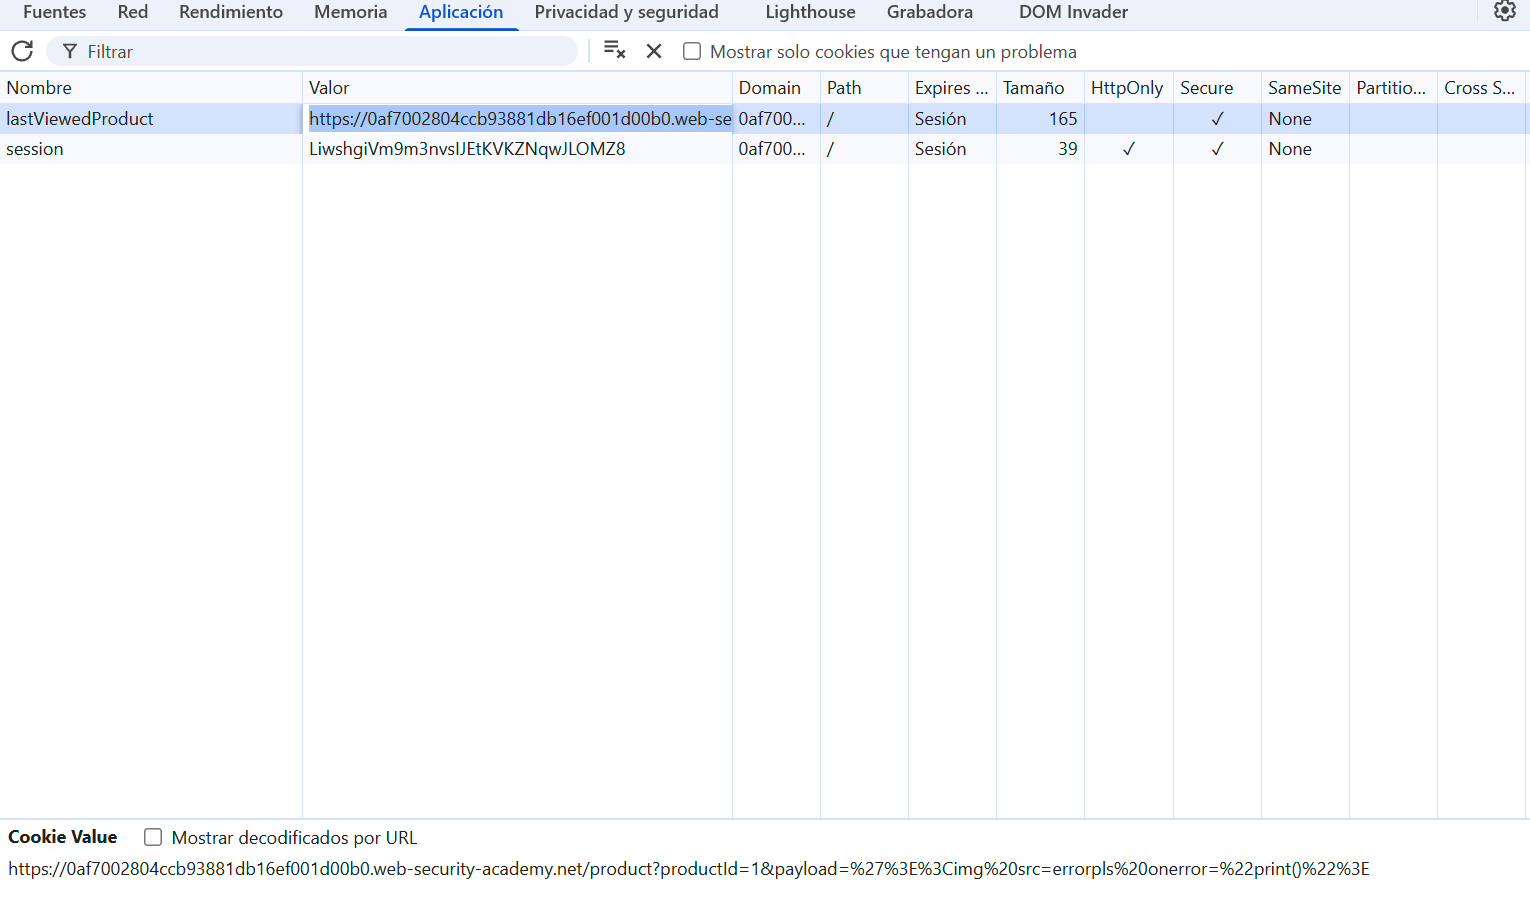 Fuentes Red Rendimiento Memoria Aplicación Privacidad y seguridad Lighthouse Grabadora DOM Invader
Filtrar Mostrar solo cookies que tengan un problema
Nombre Valor Domain Path Expires ... Tamaño HttpOnly Secure SameSite Partitio... Cross S...
lastViewedProduct https://0af7002804ccb93881db16ef001d00b0.web-se 0af700... / Sesión 165 ✓ None
session LiwshgiVm9m3nvsIJEtKVKZNqwJLOMZ8 0af700... / Sesión 39 ✓ ✓ None
Cookie Value Mostrar decodificados por URL
https://0af7002804ccb93881db16ef001d00b0.web-security-academy.net/product?productId=1&payload=%27%3E%3Cimg%20src=errorpls%20onerror=%22print()%22%3E